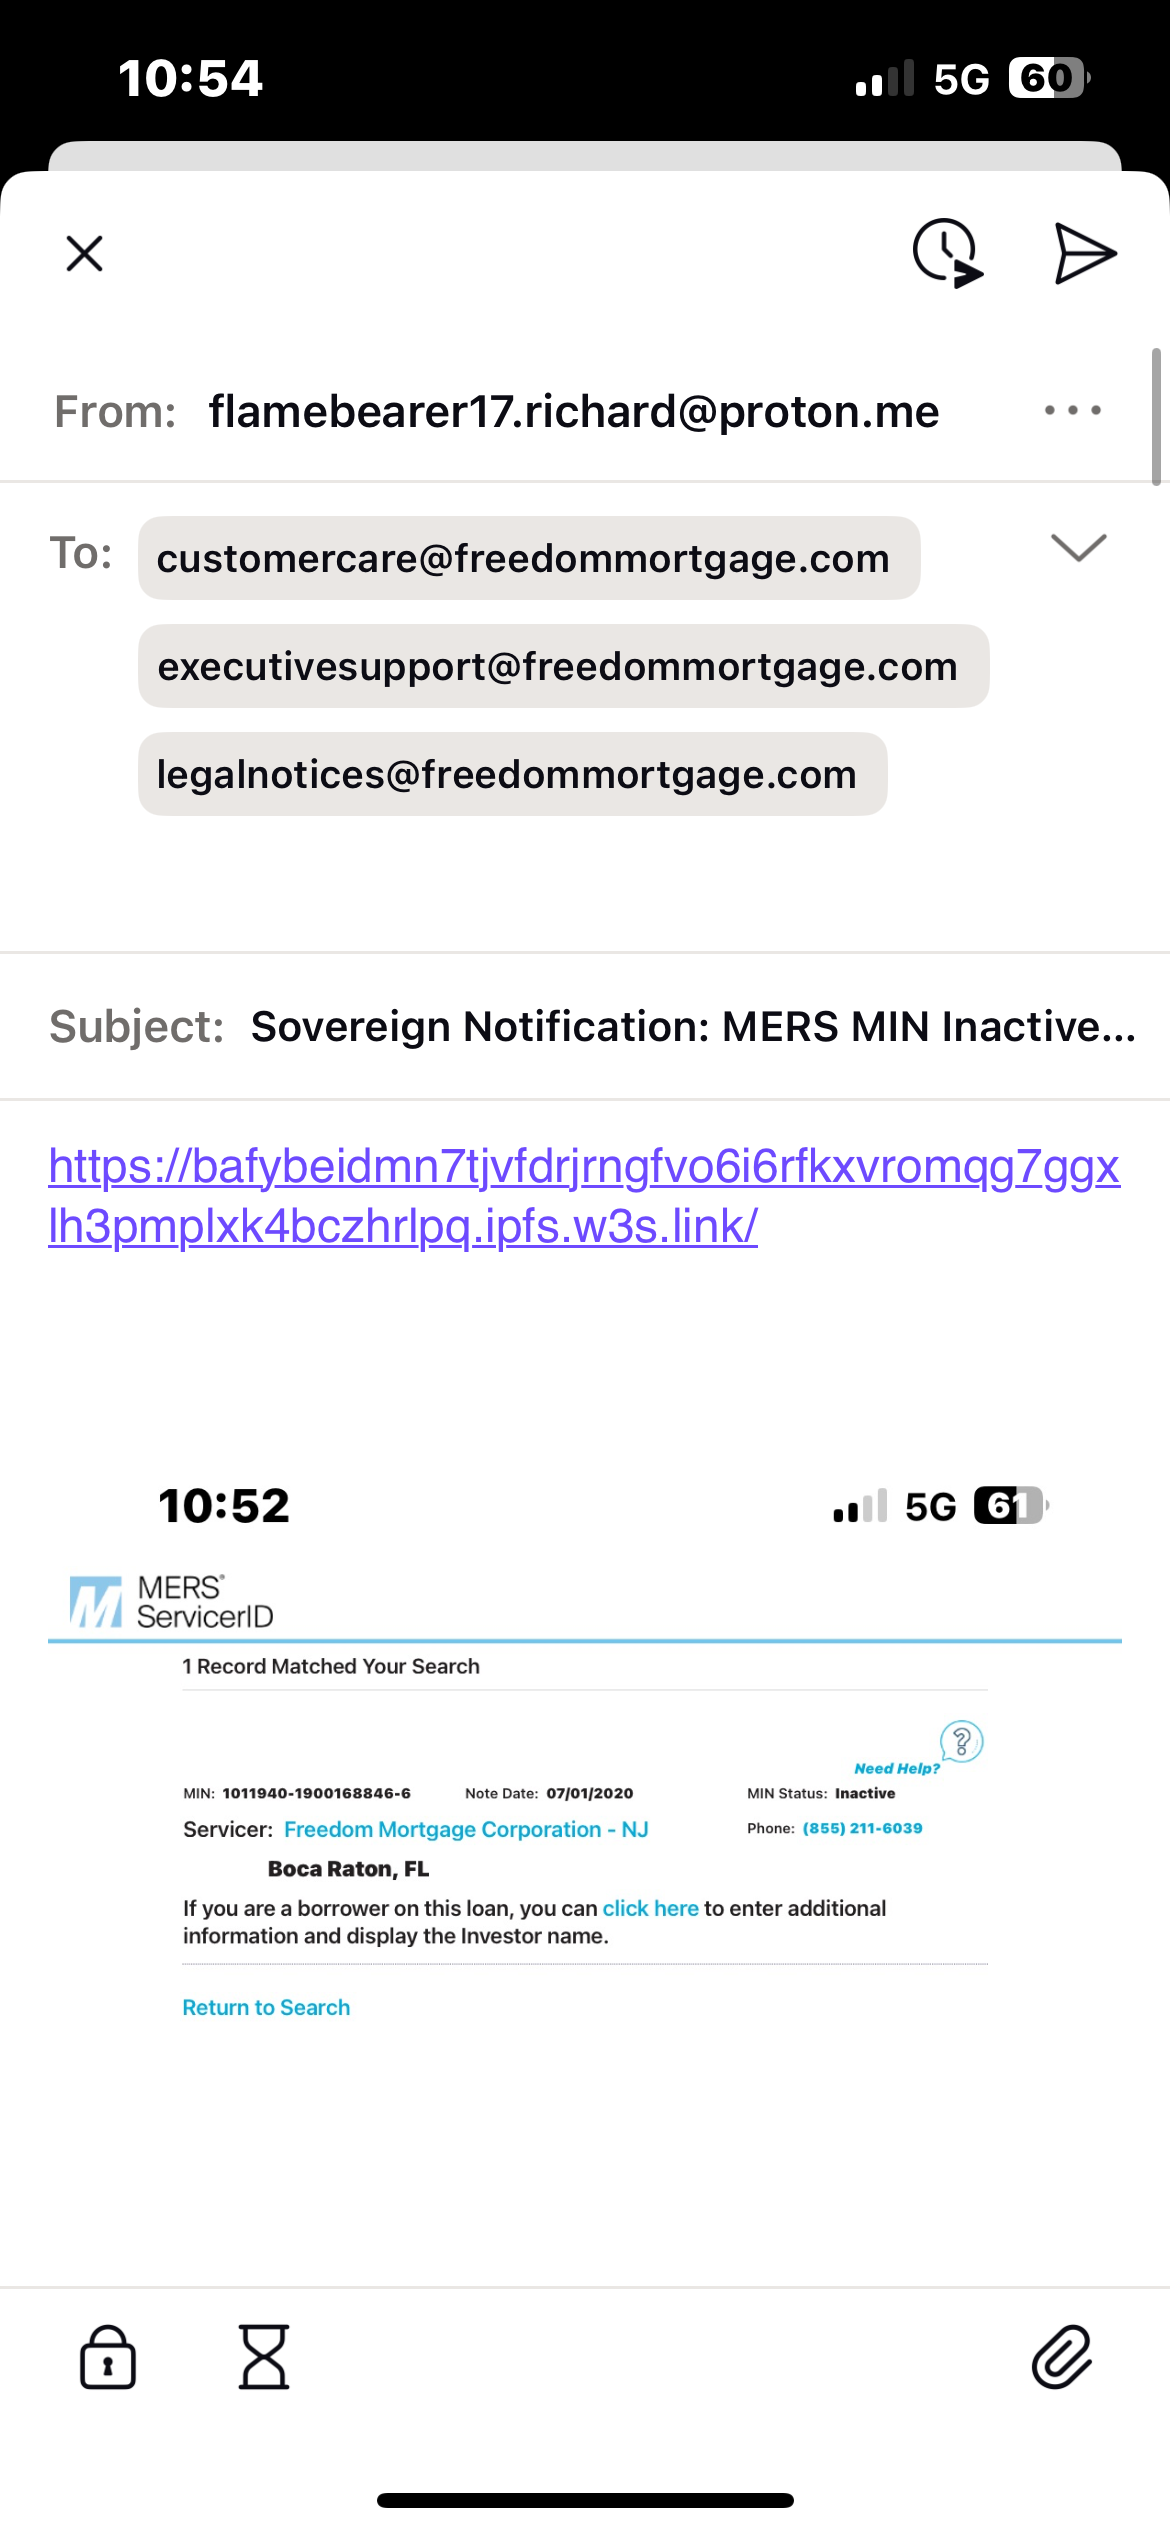 10:54
5G 60
From: flamebearer17.richard@proton.me
To: customercare@freedommortgage.com
executivesupport@freedommortgage.com
legalnotices@freedommortgage.com
Subject: Sovereign Notification: MERS MIN Inactive...
https://bafybeidmn7tjvfdrjrngfvo6i6rfkxvromqg7ggx
lh3pmplxk4bczhrlpq.ipfs.w3s.link/
10:52
5G 61
MERS®
ServicerID
1 Record Matched Your Search
?
Need Help?
MIN: 1011940-1900168846-6 Note Date: 07/01/2020 MIN Status: Inactive
Servicer: Freedom Mortgage Corporation - NJ Phone: (855) 211-6039
Boca Raton, FL
If you are a borrower on this loan, you can click here to enter additional
information and display the Investor name.
Return to Search